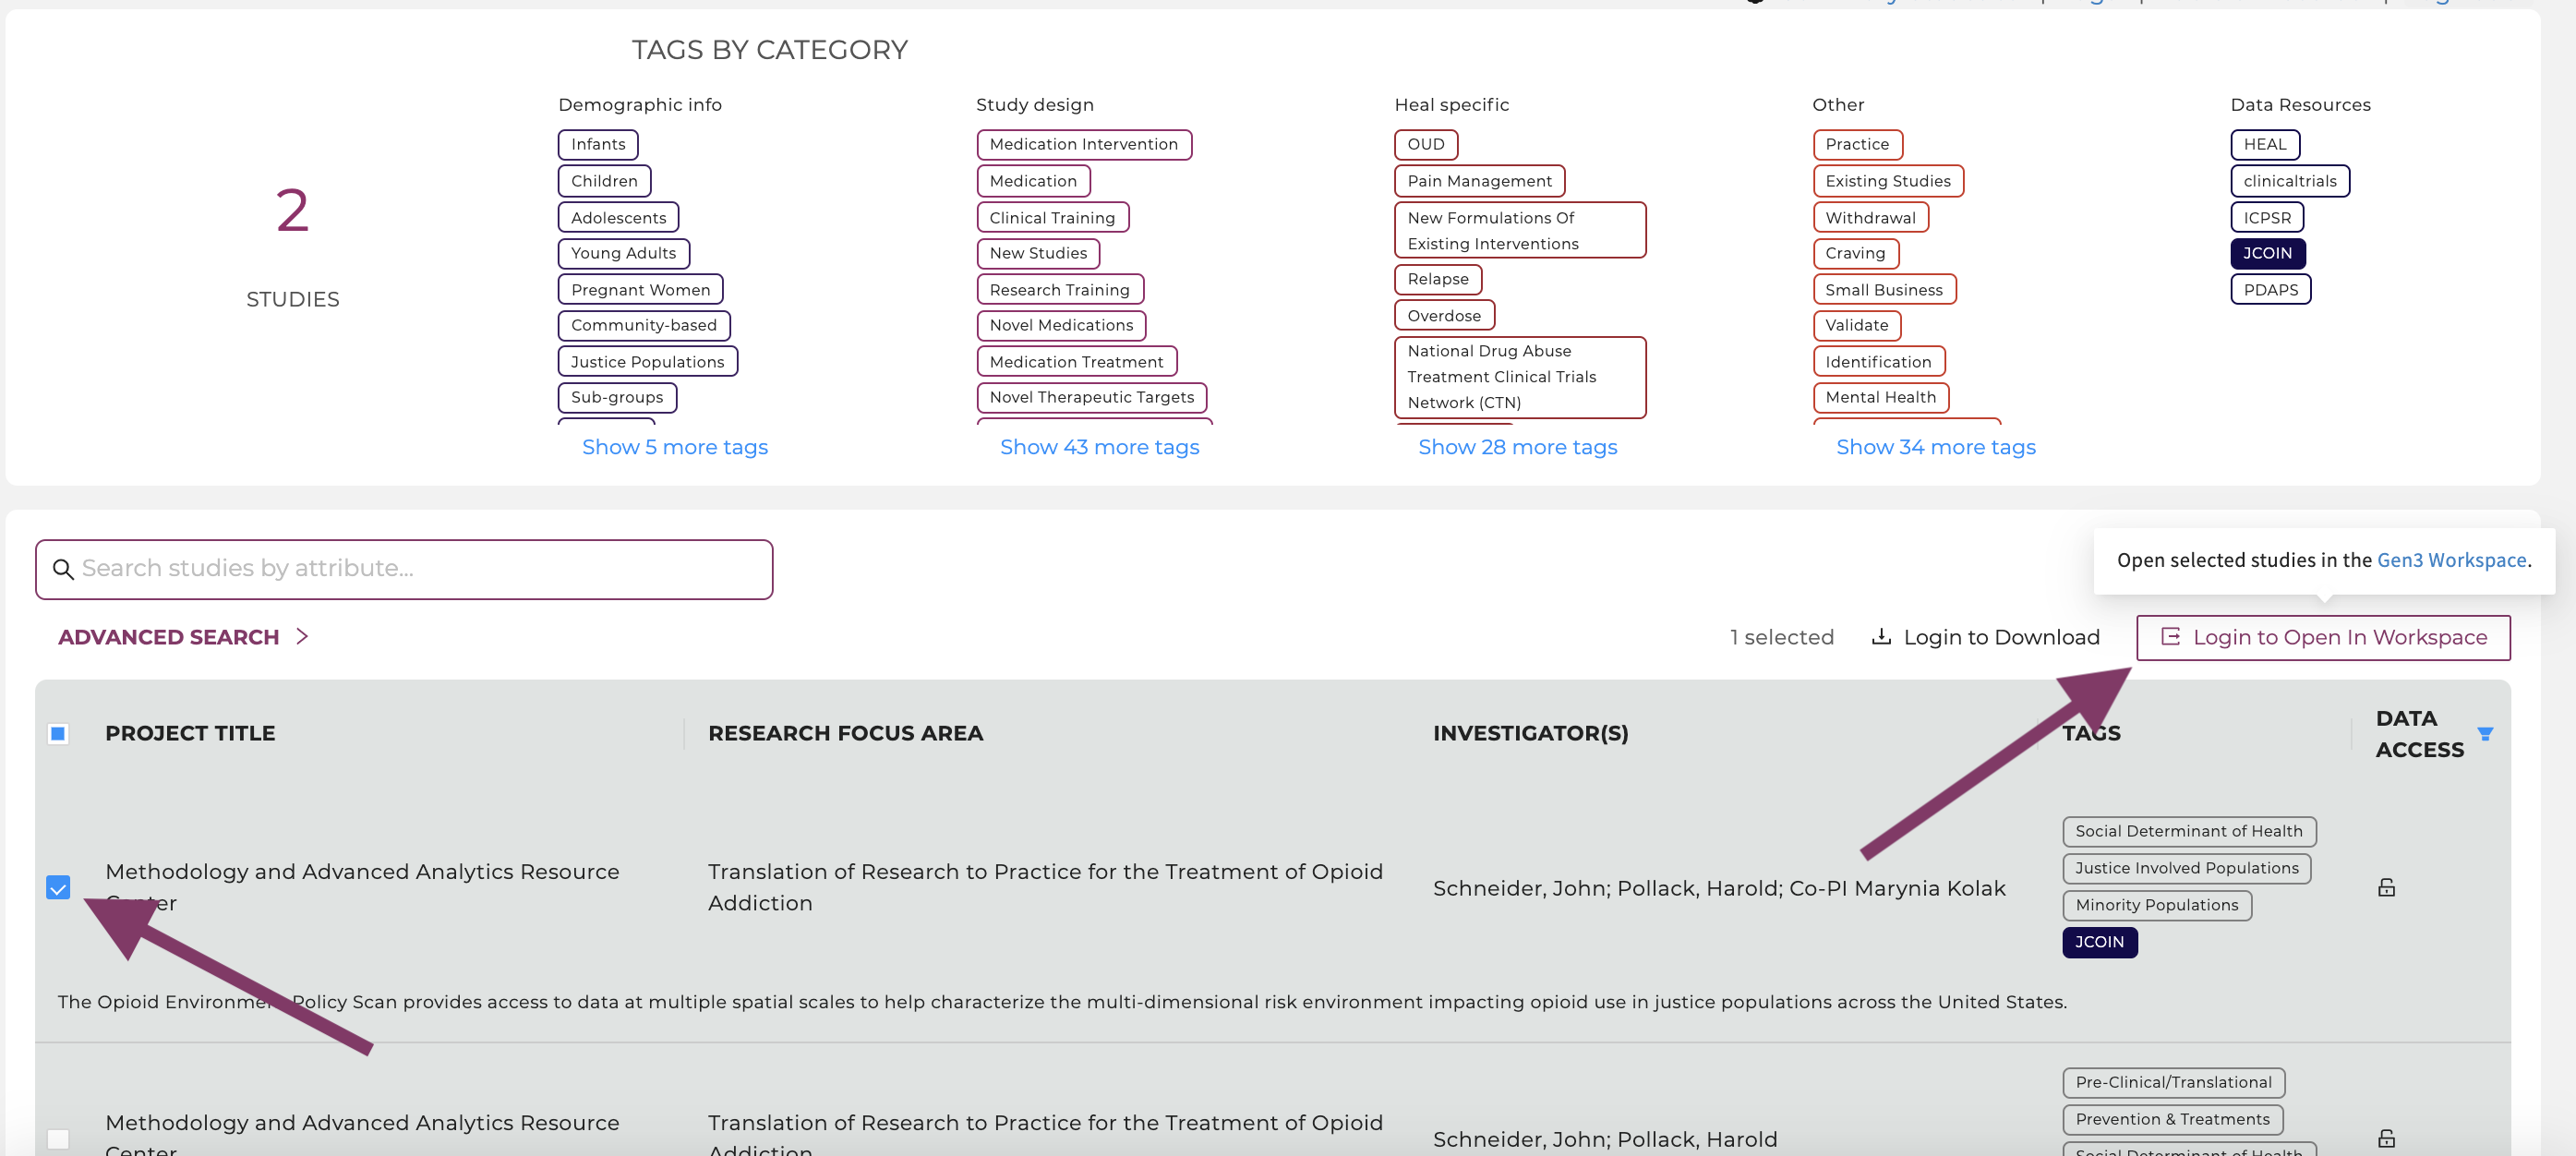 TAGS BY CATEGORY
2
STUDIES
Demographic info
Infants
Children
Adolescents
Young Adults
Pregnant Women
Community-based
Justice Populations
Sub-groups
Show 5 more tags
Study design
Medication Intervention
Medication
Clinical Training
New Studies
Research Training
Novel Medications
Medication Treatment
Novel Therapeutic Targets
Show 43 more tags
Heal specific
OUD
Pain Management
New Formulations Of
Existing Interventions
Relapse
Overdose
National Drug Abuse
Treatment Clinical Trials
Network (CTN)
Show 28 more tags
Other
Practice
Existing Studies
Withdrawal
Craving
Small Business
Validate
Identification
Mental Health
Show 34 more tags
Data Resources
HEAL
clinicaltrials
ICPSR
JCOIN
PDAPS
Search studies by attribute...
Open selected studies in the Gen3 Workspace.
ADVANCED SEARCH
1 selected
Login to Download
Login to Open In Workspace
PROJECT TITLE
RESEARCH FOCUS AREA
INVESTIGATOR(S)
TAGS
DATA
ACCESS
Methodology and Advanced Analytics Resource
Center
Translation of Research to Practice for the Treatment of Opioid
Addiction
Schneider, John; Pollack, Harold; Co-PI Marynia Kolak
Social Determinant of Health
Justice Involved Populations
Minority Populations
JCOIN
The Opioid Environment Policy Scan provides access to data at multiple spatial scales to help characterize the multi-dimensional risk environment impacting opioid use in justice populations across the United States.
Methodology and Advanced Analytics Resource
Center
Translation of Research to Practice for the Treatment of Opioid
Addiction
Schneider, John; Pollack, Harold
Pre-Clinical/Translational
Prevention & Treatments
Social Determinant of Health